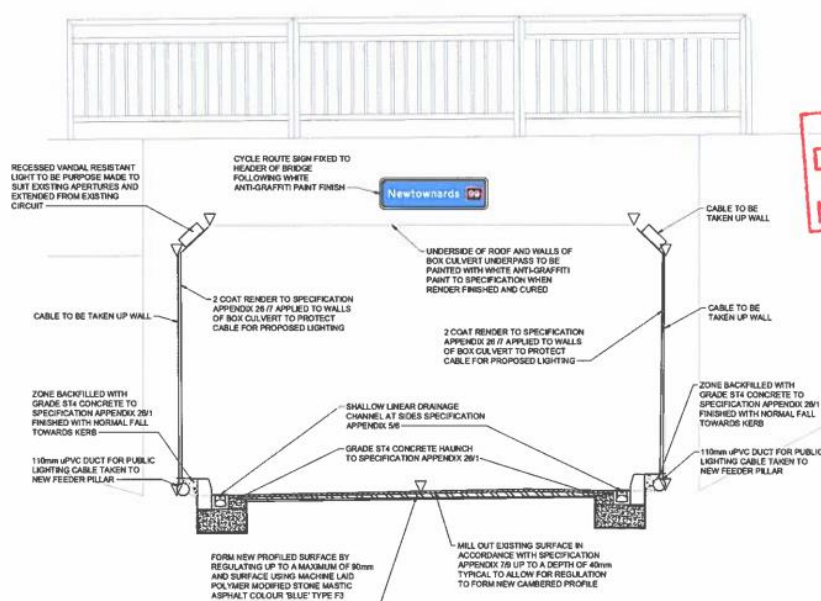 RECESSED VANDAL RESISTANT
LIGHT TO BE PURPOSE MADE TO
SUIT EXISTING APERTURES AND
EXTENDED FROM EXISTING
CIRCUIT
CYCLE ROUTE SIGN FIXED TO
HEADER OF BRIDGE
FOLLOWING WHITE
ANTI-GRAFFITI PAINT FINISH
Newtownards 99
CABLE TO BE
TAKEN UP WALL
UNDERSIDE OF ROOF AND WALLS OF
BOX CULVERT UNDERPASS TO BE
PAINTED WITH WHITE ANTI-GRAFFITI
PAINT TO SPECIFICATION WHEN
RENDER FINISHED AND CURED
2 COAT RENDER TO SPECIFICATION
APPENDIX 26 /7 APPLIED TO WALLS
OF BOX CULVERT TO PROTECT
CABLE FOR PROPOSED LIGHTING
CABLE TO BE TAKEN UP WALL
CABLE TO BE
TAKEN UP WALL
2 COAT RENDER TO SPECIFICATION
APPENDIX 26 /7 APPLIED TO WALLS
OF BOX CULVERT TO PROTECT
CABLE FOR PROPOSED LIGHTING
ZONE BACKFILLED WITH
GRADE ST4 CONCRETE TO
SPECIFICATION APPENDIX 26/1
FINISHED WITH NORMAL FALL
TOWARDS KERB
SHALLOW LINEAR DRAINAGE
CHANNEL AT SIDES SPECIFICATION
APPENDIX 5/6
ZONE BACKFILLED WITH
GRADE ST4 CONCRETE TO
SPECIFICATION APPENDIX 26/1
FINISHED WITH NORMAL FALL
TOWARDS KERB
GRADE ST4 CONCRETE HAUNCH
TO SPECIFICATION APPENDIX 26/1
110mm uPVC DUCT FOR PUBLIC
LIGHTING CABLE TAKEN TO
NEW FEEDER PILLAR
110mm uPVC DUCT FOR PUBLIC
LIGHTING CABLE TAKEN TO
NEW FEEDER PILLAR
FORM NEW PROFILED SURFACE BY
REGULATING UP TO A MAXIMUM OF 90mm
AND SURFACE USING MACHINE LAID
POLYMER MODIFIED STONE MASTIC
ASPHALT COLOUR 'BLUE' TYPE F3
MILL OUT EXISTING SURFACE IN
ACCORDANCE WITH SPECIFICATION
APPENDIX 7/9 UP TO A DEPTH OF 40mm
TYPICAL TO ALLOW FOR REGULATION
TO FORM NEW CAMBERED PROFILE